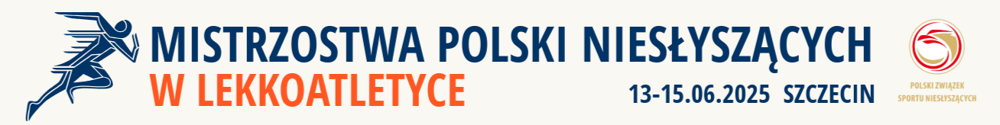 MISTRZOSTWA POLSKI NIESŁYSZĄCYCH
W LEKKOATLETYCE
13-15.06.2025 SZCZECIN
POLSKI ZWIĄZEK
SPORTU NIESŁYSZĄCYCH